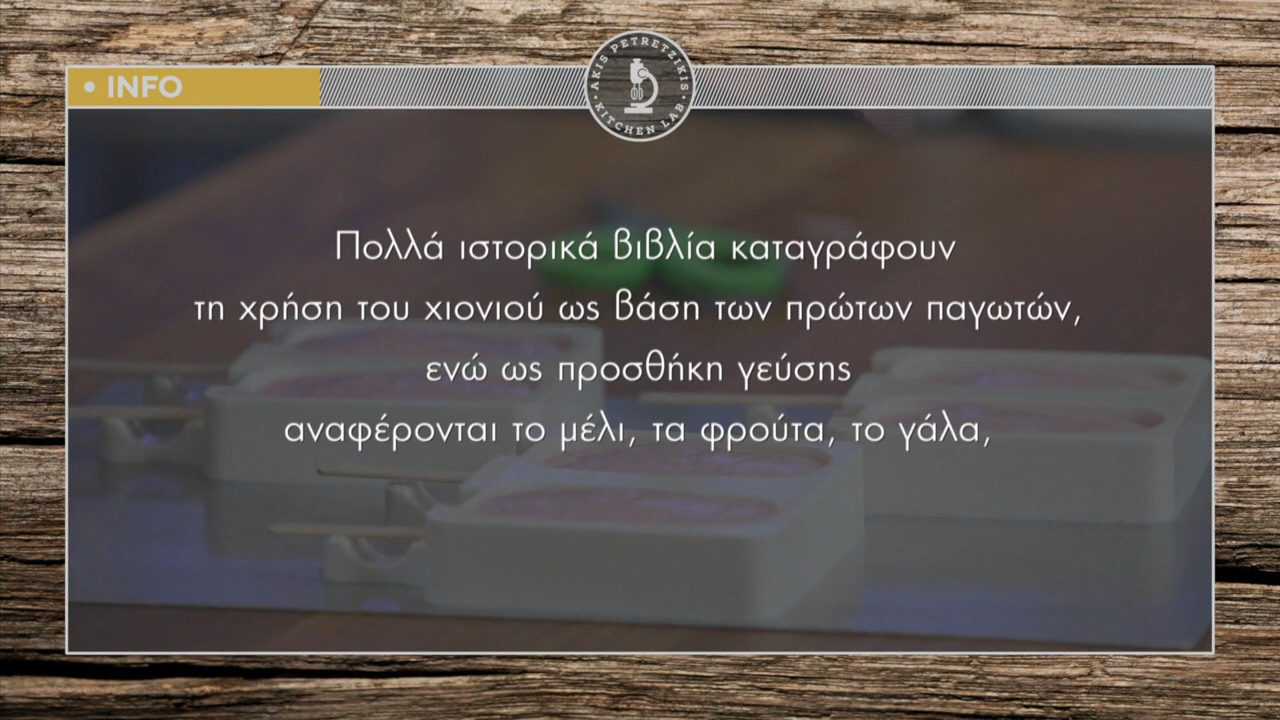 • INFO
AKIS PETRETZIKIS
• KITCHEN LAB •
Πολλά ιστορικά βιβλία καταγράφουν
τη χρήση του χιονιού ως βάση των πρώτων παγωτών,
ενώ ως προσθήκη γεύσης
αναφέρονται το μέλι, τα φρούτα, το γάλα,